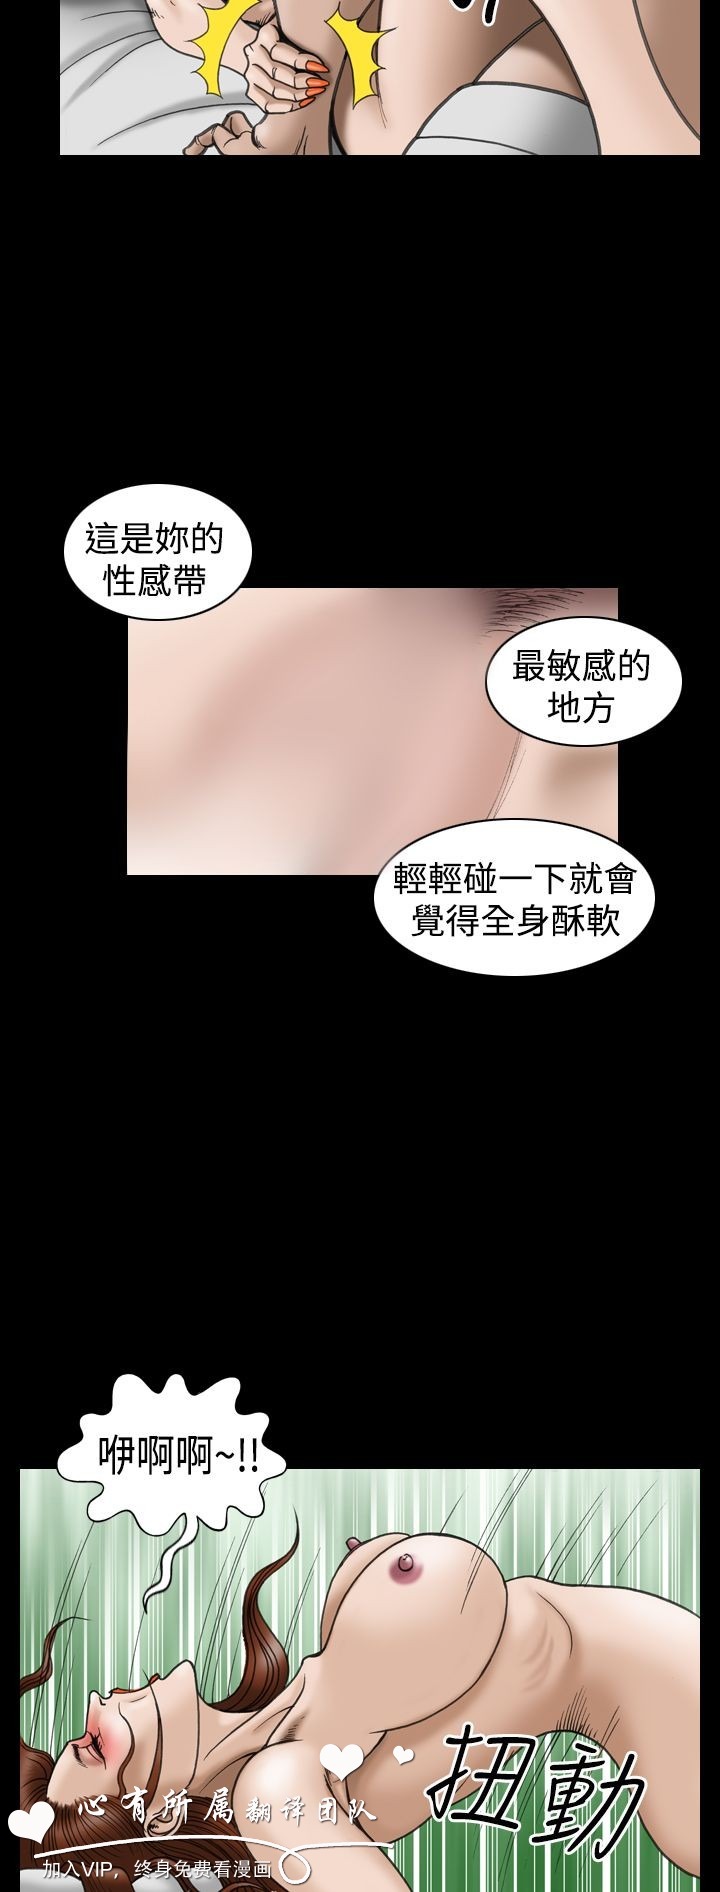 這是妳的
性感帶
最敏感的
地方
輕輕碰一下就會
覺得全身酥軟
咿啊啊~!!
扭動
心有所属翻译团队
加入VIP，终身免费看漫画